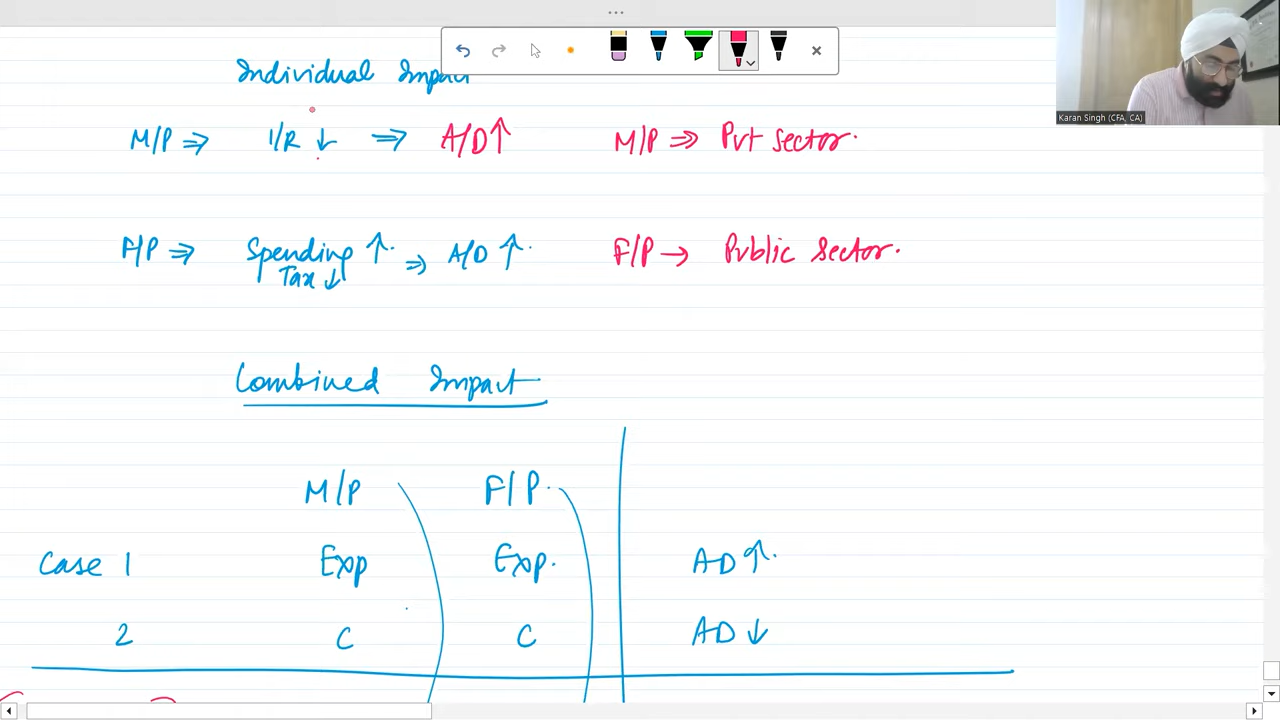 Individual Impact
M/P ⇒ I/R ↓ ⇒ A/D ↑ M/P ⇒ Pvt Sector.
F/P ⇒ Spending ↑. ⇒ A/D ↑. F/P → Public Sector.
Tax ↓
Combined Impact
M/P F/P.
Case 1 Exp Exp. AD ↑.
2 C C AD ↓
Karan Singh (CFA, CA)